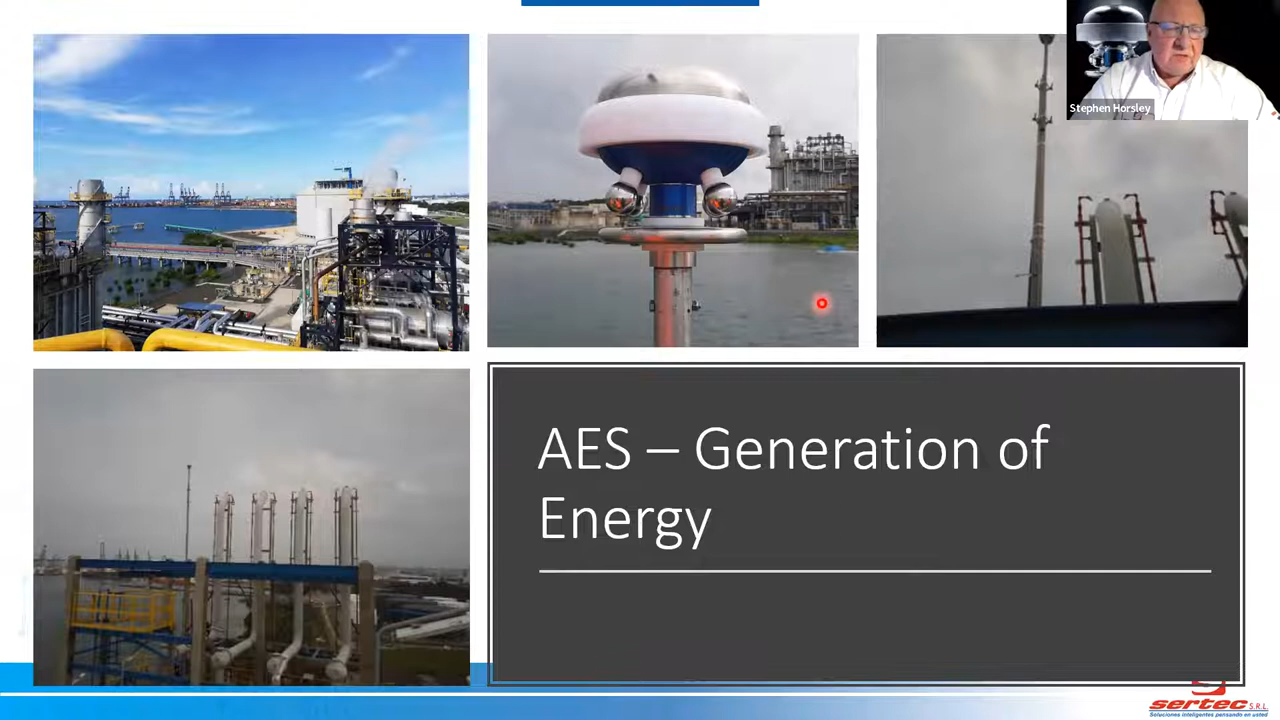 Stephen Horsley
AES – Generation of
Energy
sertec S.R.L.
Soluciones inteligentes pensando en usted